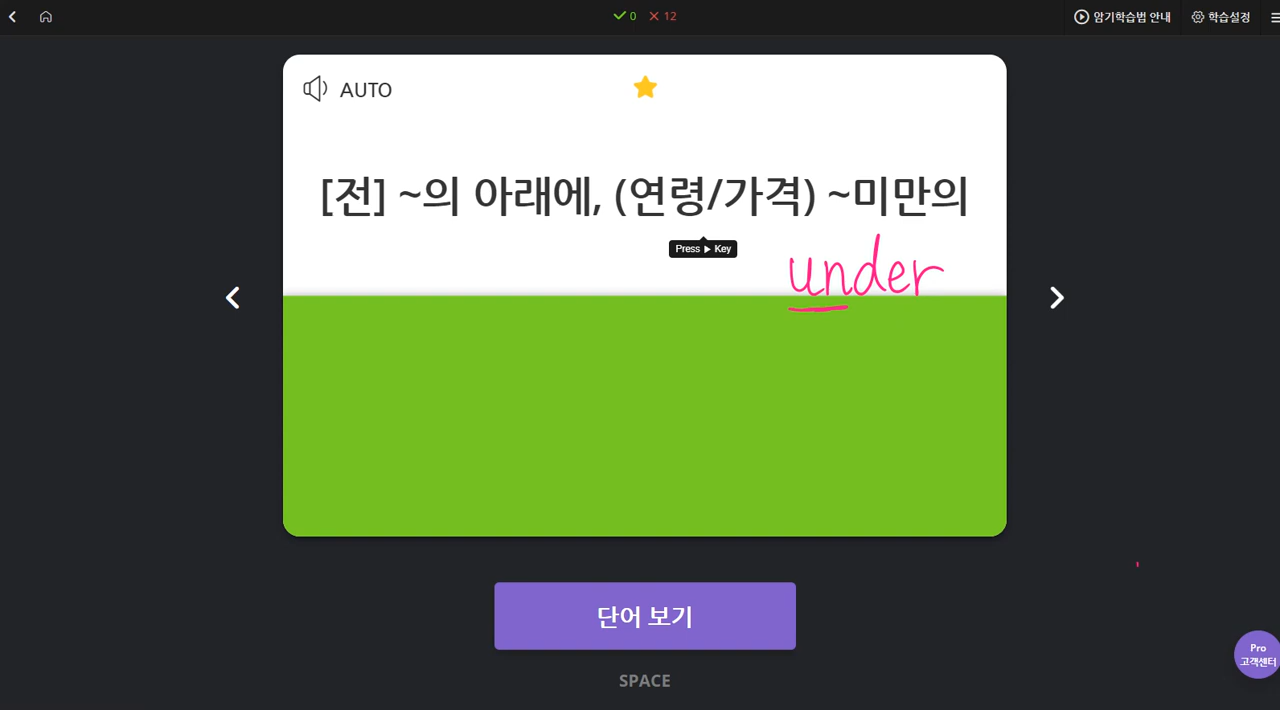 0 12 암기학습법 안내 학습설정
AUTO
[전] ~의 아래에, (연령/가격) ~미만의
Press ▶ Key
under
단어 보기
SPACE
Pro
고객센터